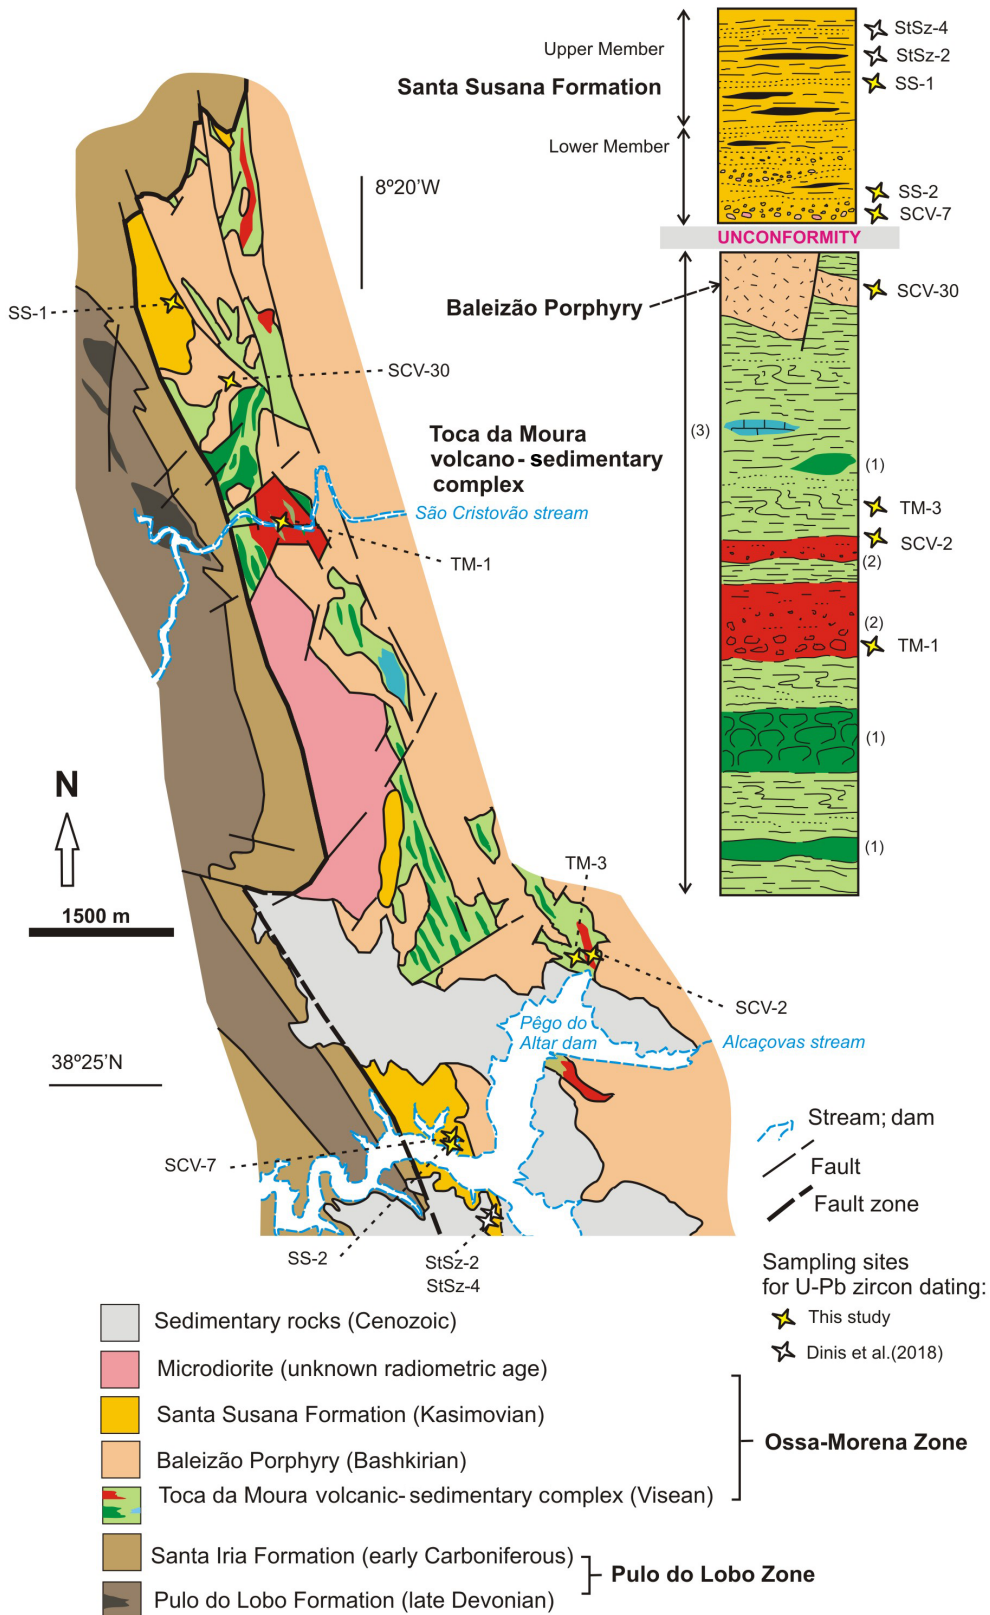 Upper Member
Santa Susana Formation
Lower Member
StSz-4
StSz-2
SS-1
SS-2
SCV-7
UNCONFORMITY
8º20'W
Baleizão Porphyry
SCV-30
SS-1
SCV-30
(3)
Toca da Moura
volcano-sedimentary
complex
(1)
São Cristovão stream
TM-3
SCV-2
(2)
TM-1
(2)
TM-1
(1)
N
1500 m
(1)
TM-3
SCV-2
Pêgo do
Altar dam
Alcaçovas stream
38º25'N
Stream; dam
Fault
Fault zone
SCV-7
SS-2
StSz-2
StSz-4
Sampling sites
for U-Pb zircon dating:
This study
Dinis et al.(2018)
Sedimentary rocks (Cenozoic)
Microdiorite (unknown radiometric age)
Santa Susana Formation (Kasimovian)
Baleizão Porphyry (Bashkirian)
Toca da Moura volcanic-sedimentary complex (Visean)
Ossa-Morena Zone
Santa Iria Formation (early Carboniferous)
Pulo do Lobo Formation (late Devonian)
Pulo do Lobo Zone